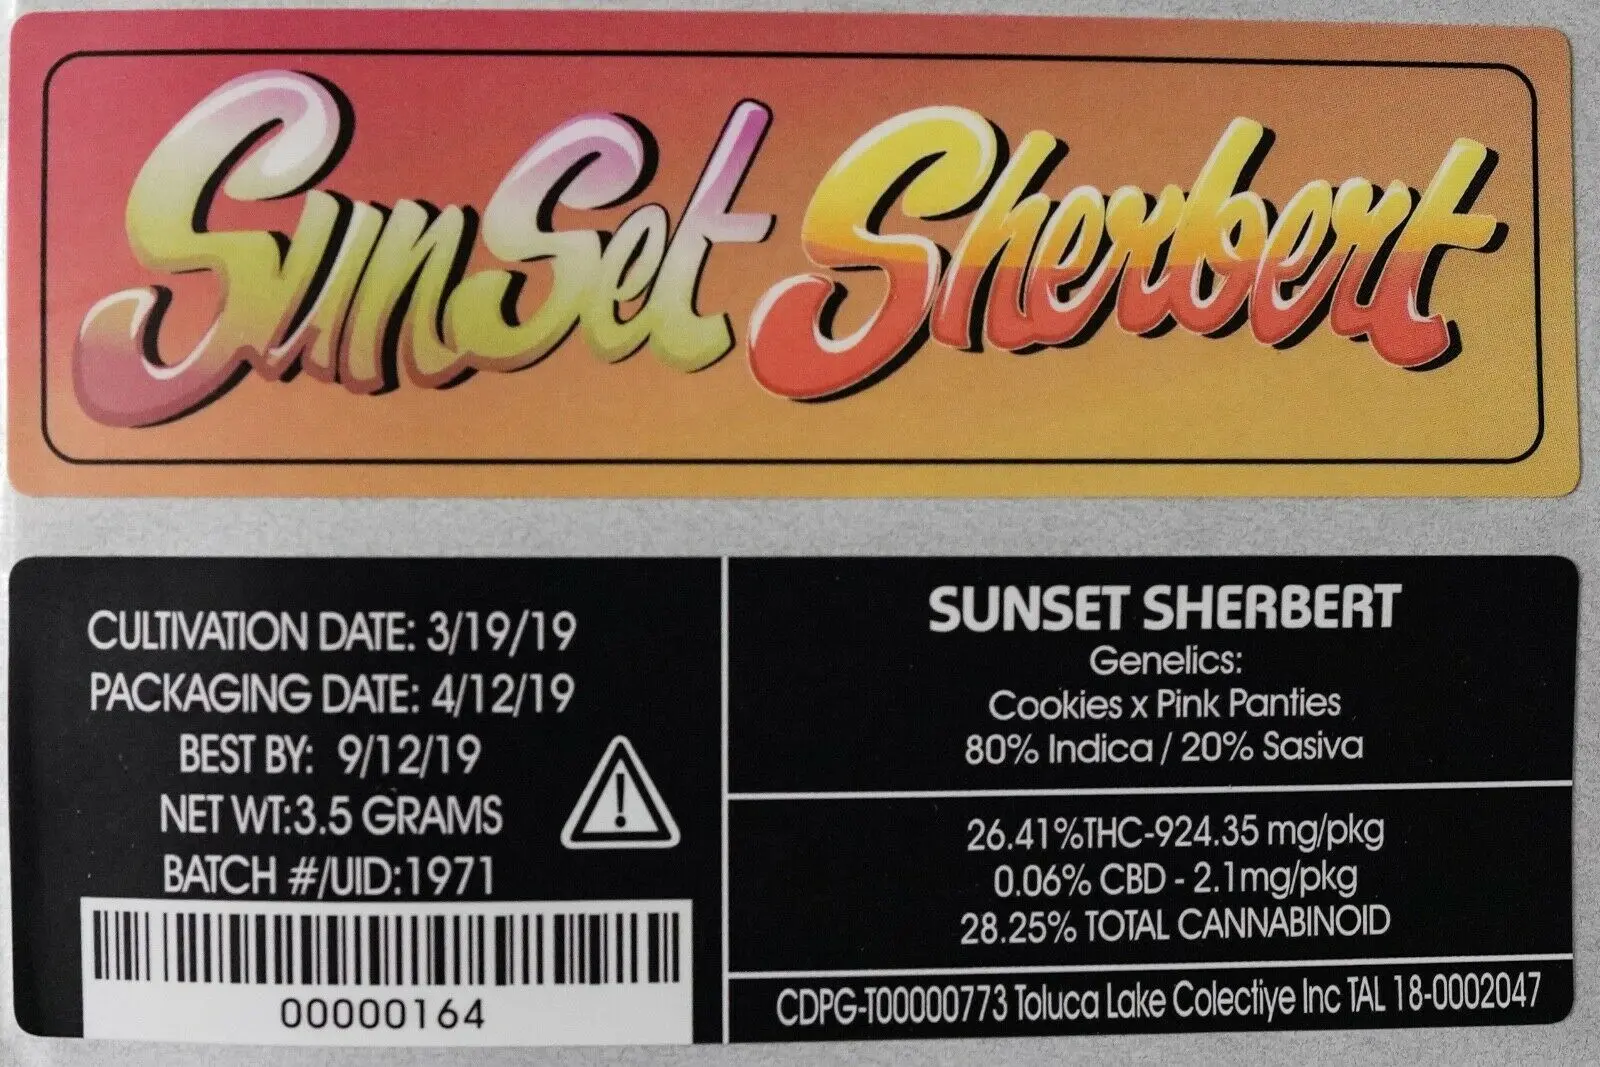 SunSet Sherbert
CULTIVATION DATE: 3/19/19
PACKAGING DATE: 4/12/19
BEST BY: 9/12/19
NET WT:3.5 GRAMS
BATCH #/UID:1971
00000164
SUNSET SHERBERT
Genelics:
Cookies x Pink Panties
80% Indica / 20% Sasiva
26.41%THC-924.35 mg/pkg
0.06% CBD - 2.1mg/pkg
28.25% TOTAL CANNABINOID
CDPG-T00000773 Toluca Lake Colectiye Inc TAL 18-0002047